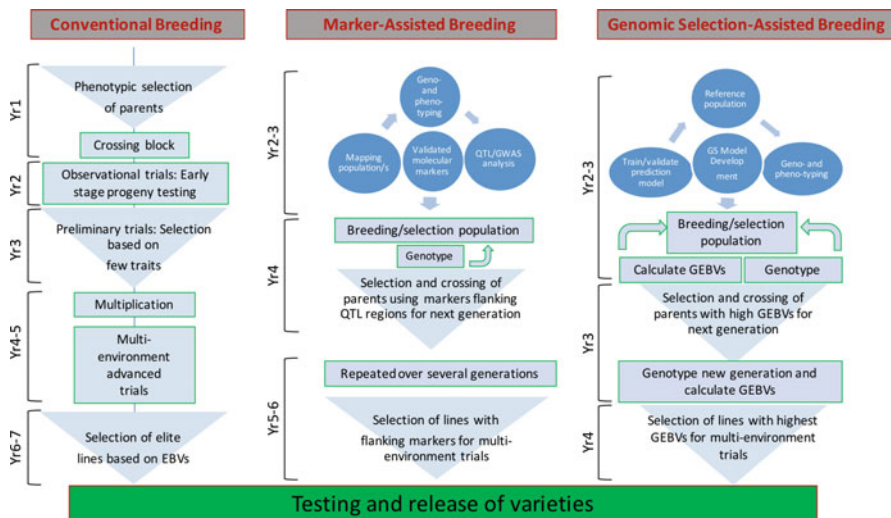 Conventional Breeding
Yr1
Phenotypic selection
of parents
Crossing block
Yr2
Observational trials: Early
stage progeny testing
Yr3
Preliminary trials: Selection
based on
few traits
Yr4-5
Multiplication
Multi-
environment
advanced
trials
Yr6-7
Selection of elite
lines based on EBVs
Marker-Assisted Breeding
Yr2-3
Geno-
and
pheno-
typing
Mapping
population/s
Validated
molecular
markers
QTL/GWAS
analysis
Yr4
Breeding/selection population
Genotype
Selection and crossing of
parents using markers flanking
QTL regions for next generation
Yr5-6
Repeated over several generations
Selection of lines with
flanking markers for multi-
environment trials
Genomic Selection-Assisted Breeding
Yr2-3
Reference
population
Train/validate
prediction
model
GS Model
Develop
ment
Geno- and
pheno-typing
Breeding/selection
population
Calculate GEBVs
Genotype
Yr3
Selection and crossing of
parents with high GEBVs for
next generation
Genotype new generation and
calculate GEBVs
Yr4
Selection of lines with highest
GEBVs for multi-environment
trials
Testing and release of varieties